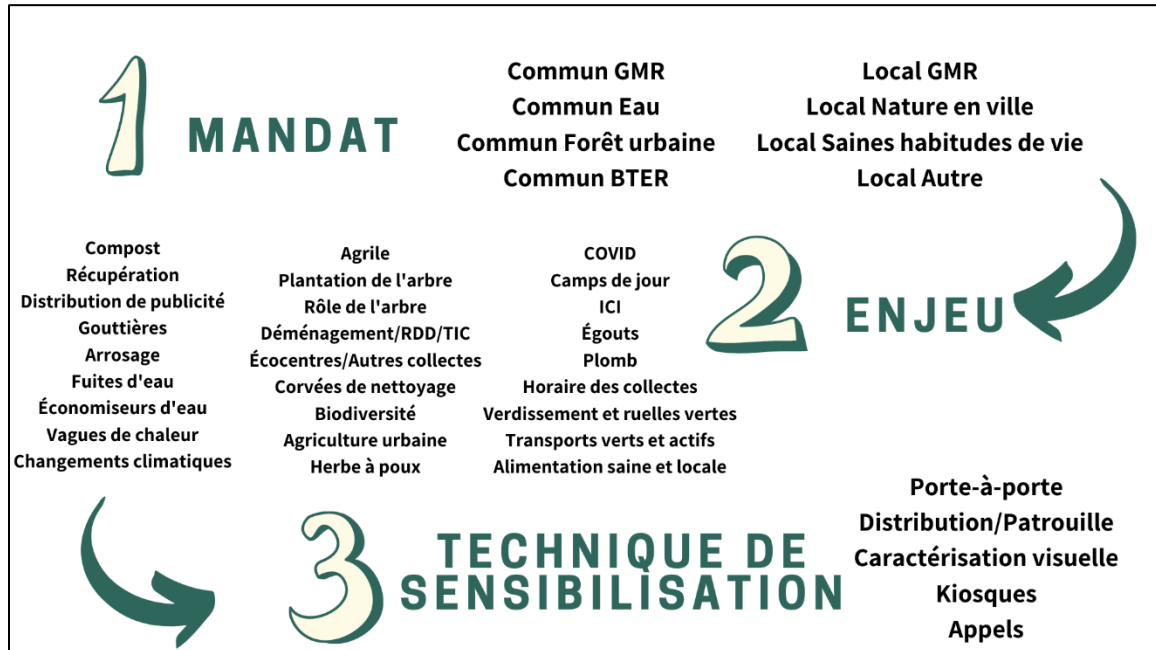 1
MANDAT
Commun GMR
Commun Eau
Commun Forêt urbaine
Commun BTER
Local GMR
Local Nature en ville
Local Saines habitudes de vie
Local Autre
2
ENJEU
Compost
Récupération
Distribution de publicité
Gouttières
Arrosage
Fuites d'eau
Économiseurs d'eau
Vagues de chaleur
Changements climatiques
Agrile
Plantation de l'arbre
Rôle de l'arbre
Déménagement/RDD/TIC
Écocentres/Autres collectes
Corvées de nettoyage
Biodiversité
Agriculture urbaine
Herbe à poux
COVID
Camps de jour
ICI
Égouts
Plomb
Horaire des collectes
Verdissement et ruelles vertes
Transports verts et actifs
Alimentation saine et locale
3
TECHNIQUE DE
SENSIBILISATION
Porte-à-porte
Distribution/Patrouille
Caractérisation visuelle
Kiosques
Appels